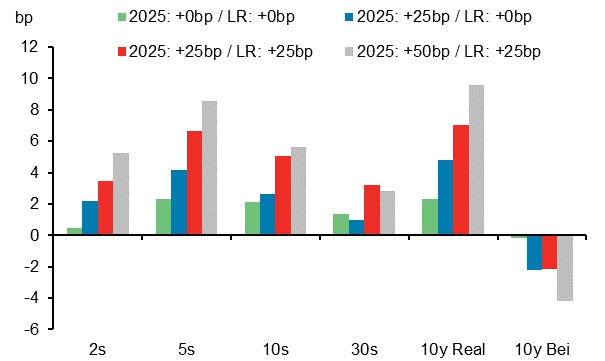 bp
2025: +0bp / LR: +0bp
2025: +25bp / LR: +0bp
2025: +25bp / LR: +25bp
2025: +50bp / LR: +25bp
12
10
8
6
4
2
0
-2
-4
-6
2s 5s 10s 30s 10y Real 10y Bei